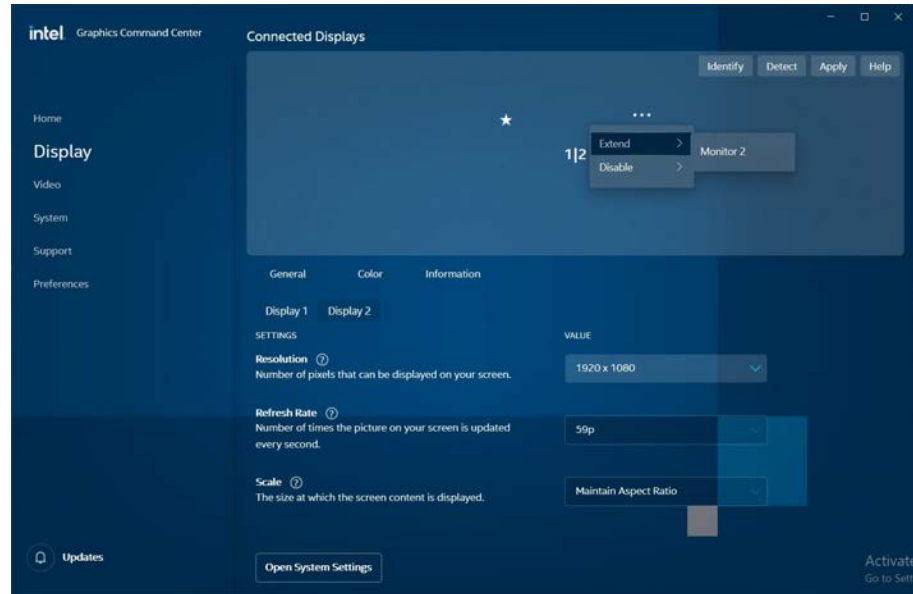 intel. Graphics Command Center
Connected Displays
Identify Detect Apply Help
Home
Display
Video
System
Support
Preferences
1|2
Extend
Disable
Monitor 2
General Color Information
Display 1 Display 2
SETTINGS VALUE
Resolution ?
Number of pixels that can be displayed on your screen.
1920 x 1080
Refresh Rate ?
Number of times the picture on your screen is updated
every second.
59p
Scale ?
The size at which the screen content is displayed.
Maintain Aspect Ratio
Updates
Open System Settings
Activate
Go to Sett